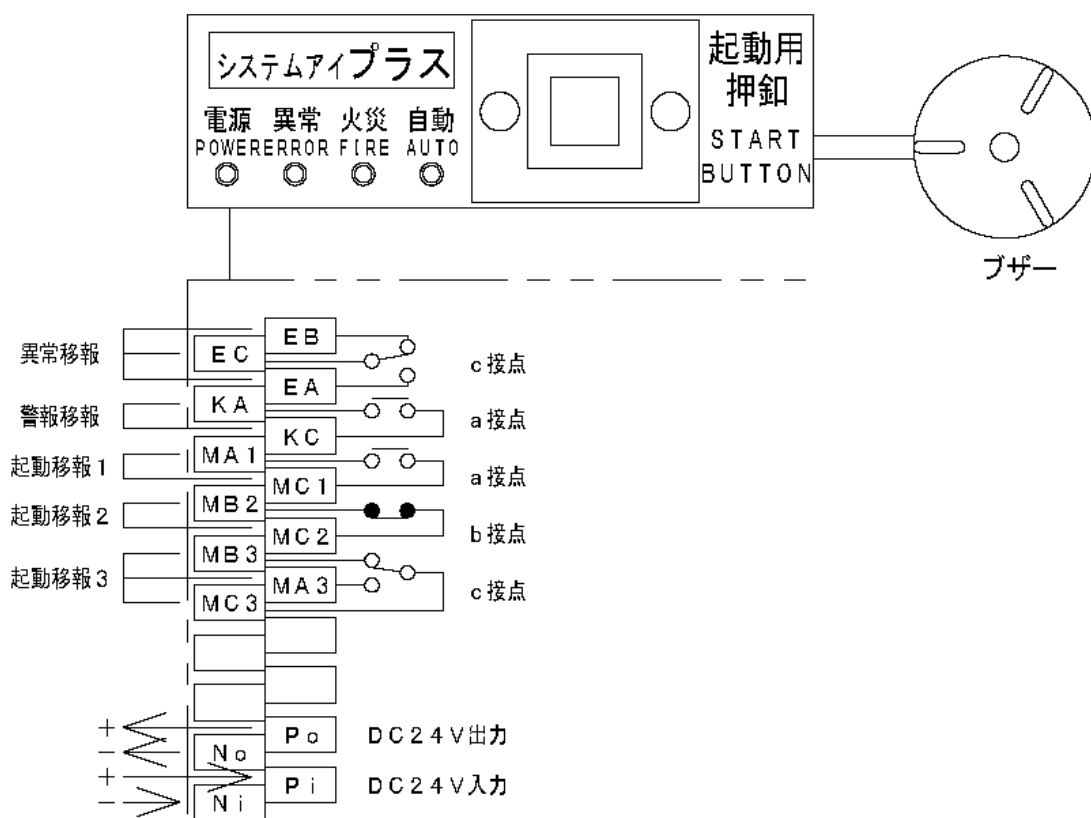 システムアイプラス
電源 異常 火災 自動
POWER ERROR FIRE AUTO
起動用
押釦
START
BUTTON
ブザー
異常移報
EB
EC
c接点
EA
警報移報
KA
a接点
KC
起動移報1
MA1
a接点
MC1
起動移報2
MB2
b接点
MC2
起動移報3
MB3
MA3
c接点
MC3
+
Po
DC24V出力
−
No
+
Pi
DC24V入力
−
Ni